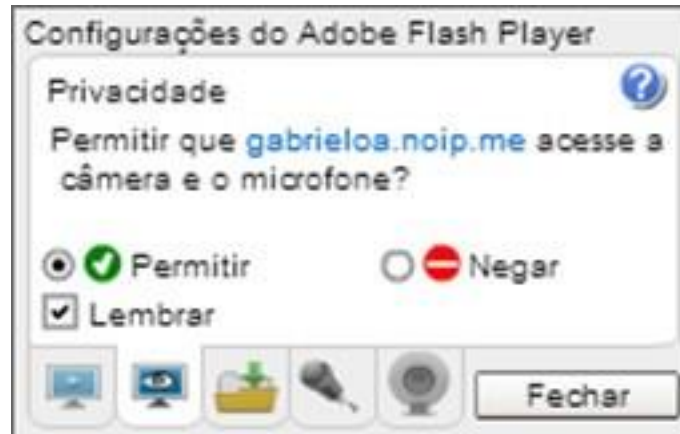 Configurações do Adobe Flash Player
Privacidade
Permitir que gabrieloa.noip.me acesse a
câmera e o microfone?
Permitir
Negar
Lembrar
Fechar